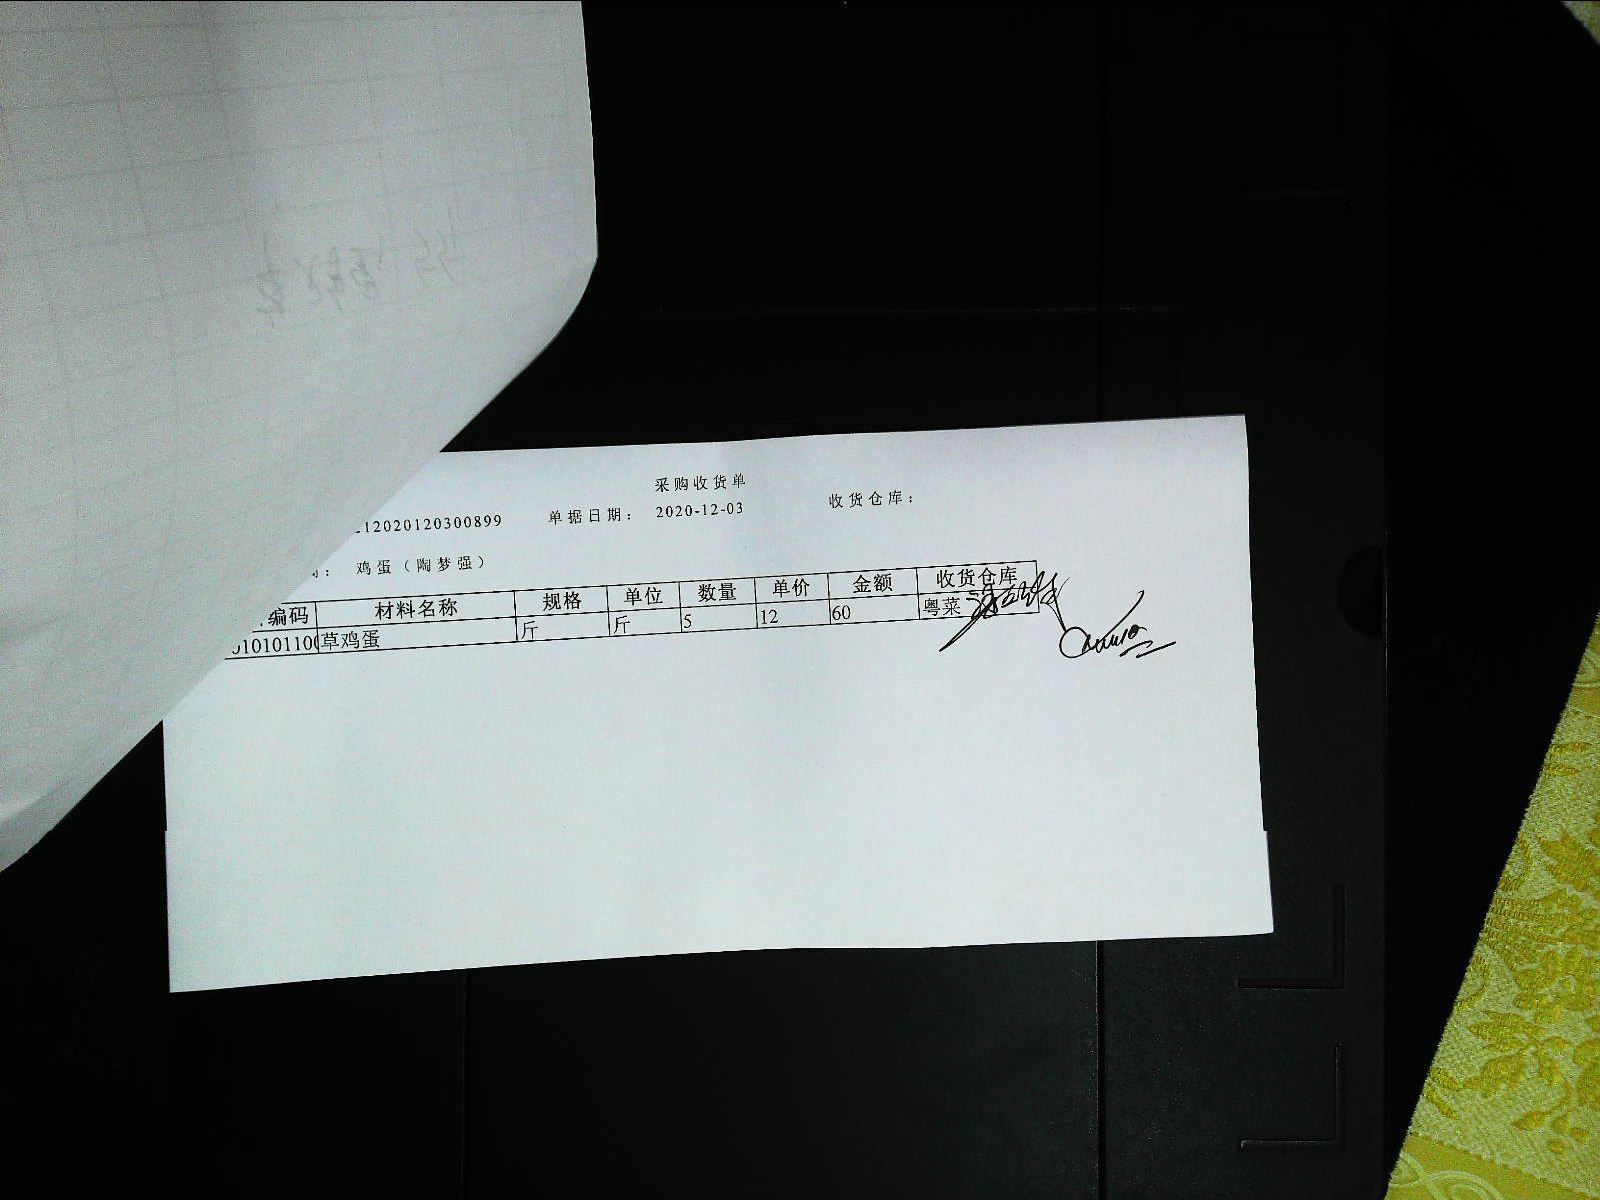 采购收货单
12020120300899 单据日期： 2020-12-03 收货仓库：
： 鸡蛋（陶梦强）
编码 材料名称 规格 单位 数量 单价 金额 收货仓库
10101100 草鸡蛋 斤 斤 5 12 60 粤菜